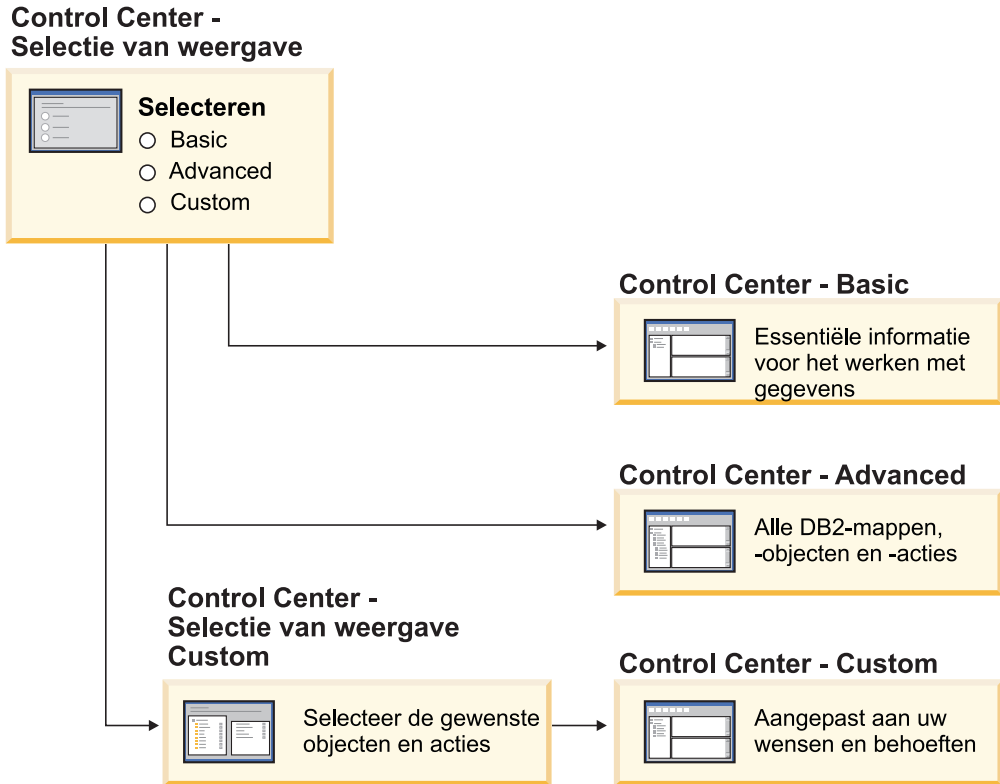 Control Center -
Selectie van weergave
Selecteren
Basic
Advanced
Custom
Control Center - Basic
Essentiële informatie
voor het werken met
gegevens
Control Center - Advanced
Alle DB2-mappen,
-objecten en -acties
Control Center -
Selectie van weergave
Custom
Selecteer de gewenste
objecten en acties
Control Center - Custom
Aangepast aan uw
wensen en behoeften